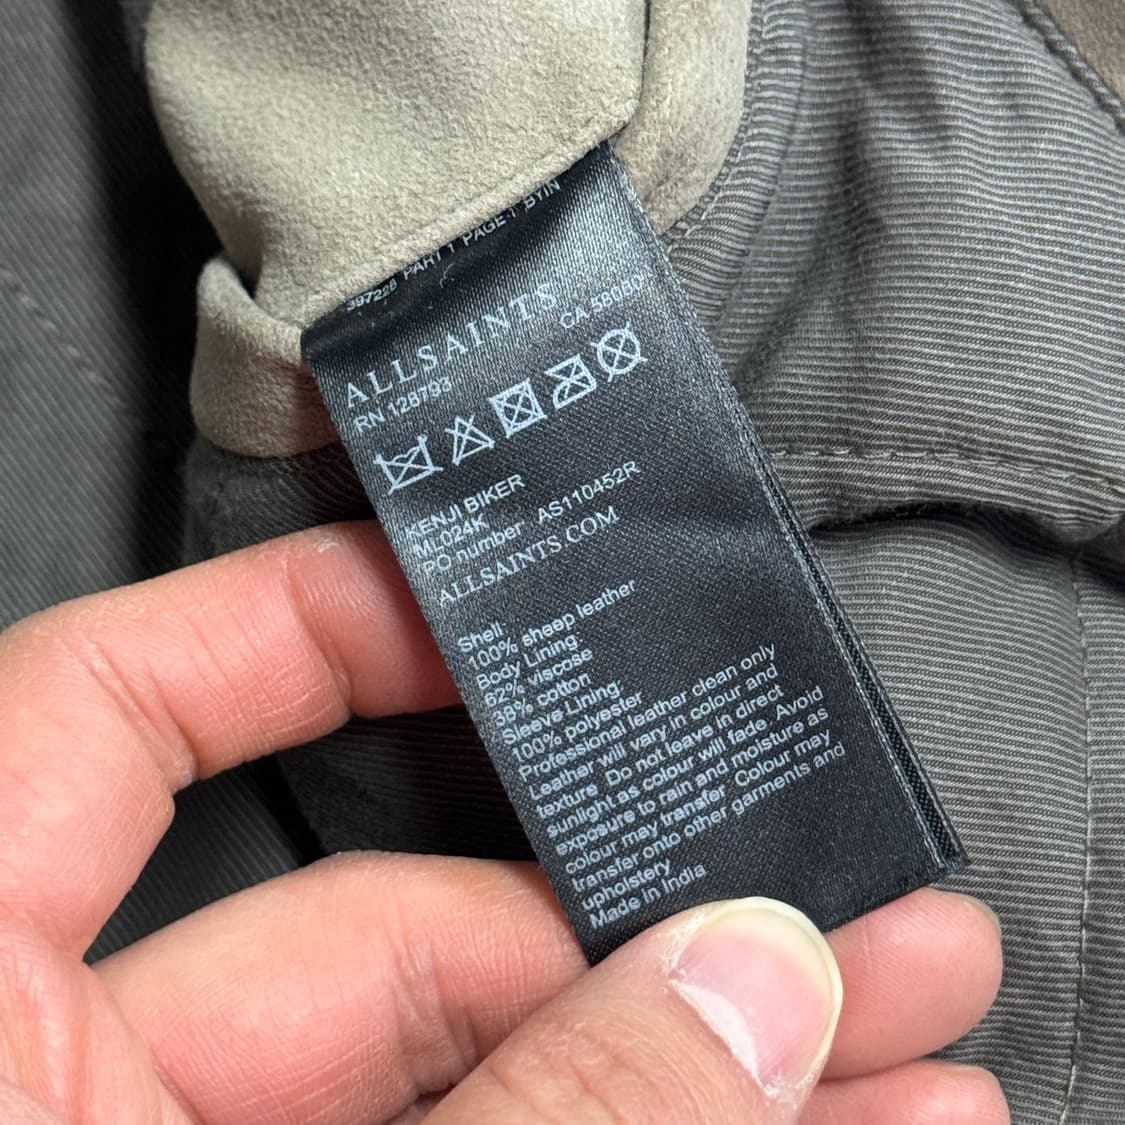 397228 PART 1 PAGE 1 BTIN
ALLSAINTS
RN 128793 CA 58080
KENJI BIKER
ML024K
PO number AS110452R
ALLSAINTS.COM
Shell
100% sheep leather
Body Lining
62% viscose
38% cotton
Sleeve Lining
100% polyester
Professional leather clean only
Leather will vary in colour and
texture. Do not leave in direct
sunlight as colour will fade. Avoid
exposure to rain and moisture as
colour may transfer. Colour may
transfer onto other garments and
upholstery
Made in India